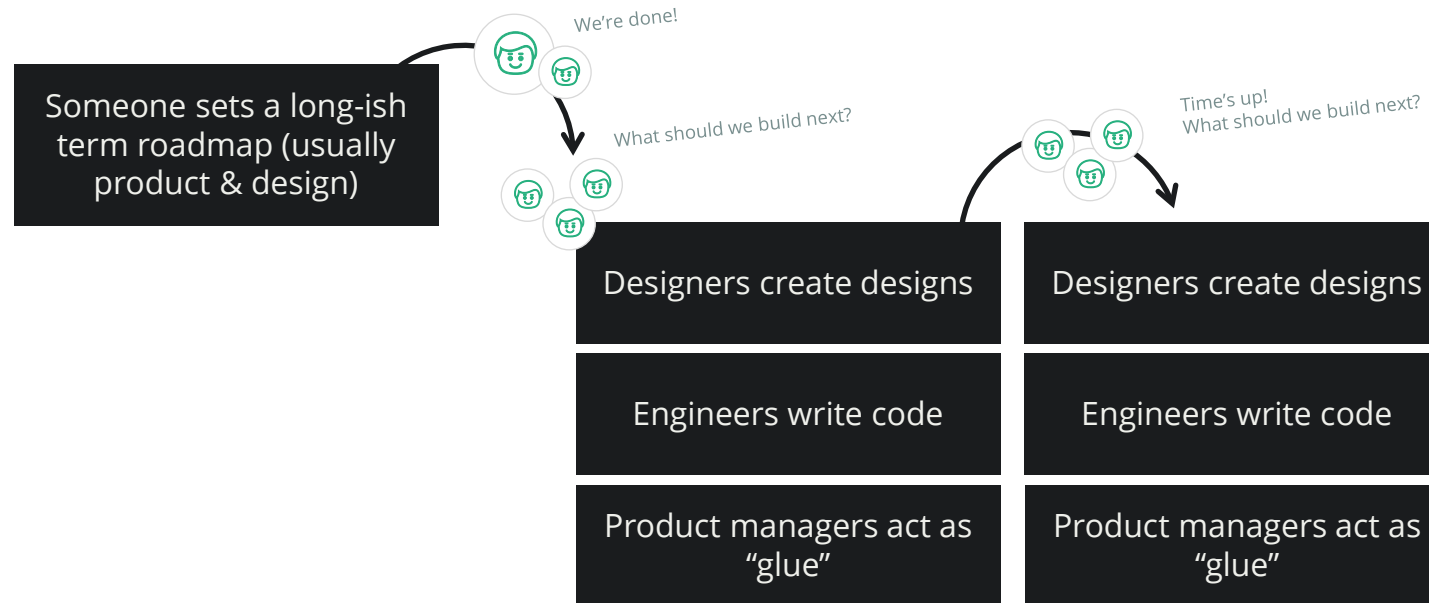 We're done!
Someone sets a long-ish
term roadmap (usually
product & design)
What should we build next?
Time's up!
What should we build next?
Designers create designs
Engineers write code
Product managers act as
“glue”
Designers create designs
Engineers write code
Product managers act as
“glue”